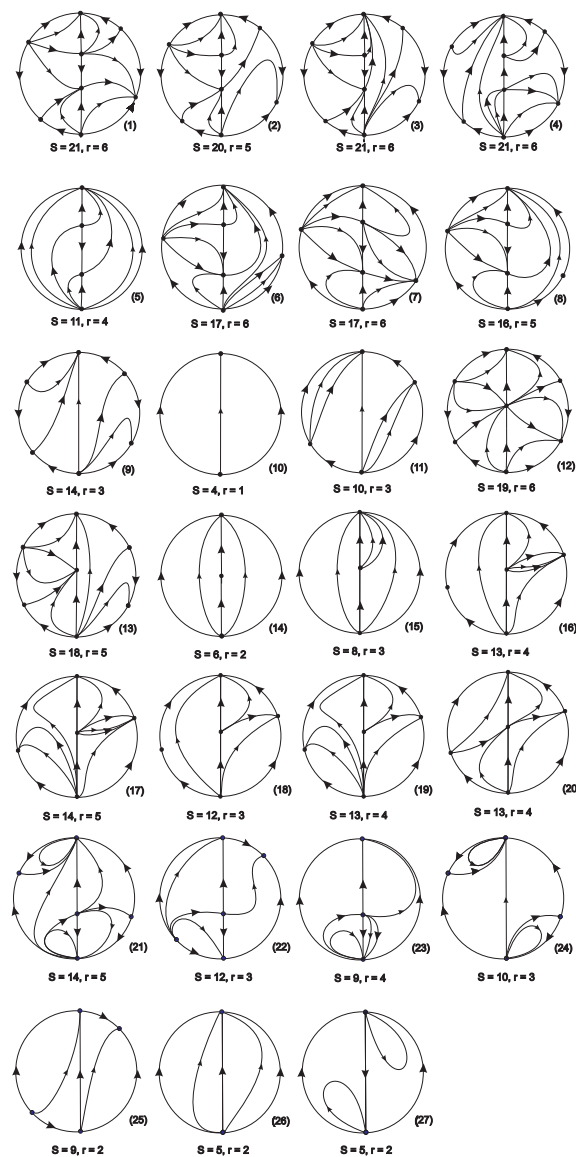 (1) (2) (3) (4)
S = 21, r = 6 S = 20, r = 5 S = 21, r = 6 S = 21, r = 6
(5) (6) (7) (8)
S = 11, r = 4 S = 17, r = 6 S = 17, r = 6 S = 16, r = 5
(9) (10) (11) (12)
S = 14, r = 3 S = 4, r = 1 S = 10, r = 3 S = 19, r = 6
(13) (14) (15) (16)
S = 18, r = 5 S = 6, r = 2 S = 8, r = 3 S = 13, r = 4
(17) (18) (19) (20)
S = 14, r = 5 S = 12, r = 3 S = 13, r = 4 S = 13, r = 4
(21) (22) (23) (24)
S = 14, r = 5 S = 12, r = 3 S = 9, r = 4 S = 10, r = 3
(25) (26) (27)
S = 9, r = 2 S = 5, r = 2 S = 5, r = 2